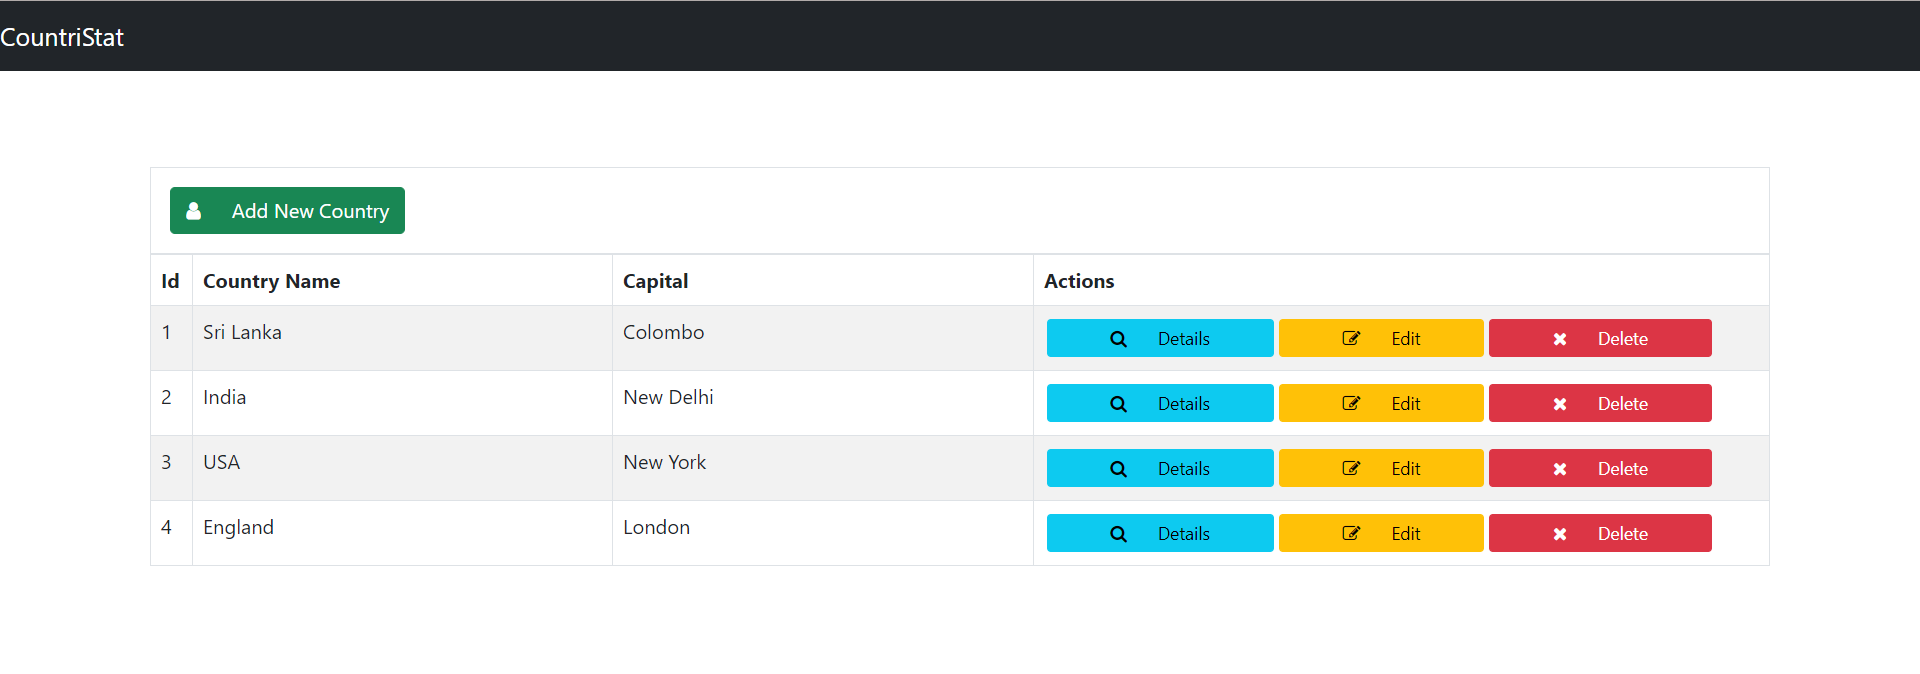 CountriStat
Add New Country
Id Country Name Capital Actions
1 Sri Lanka Colombo Details Edit Delete
2 India New Delhi Details Edit Delete
3 USA New York Details Edit Delete
4 England London Details Edit Delete